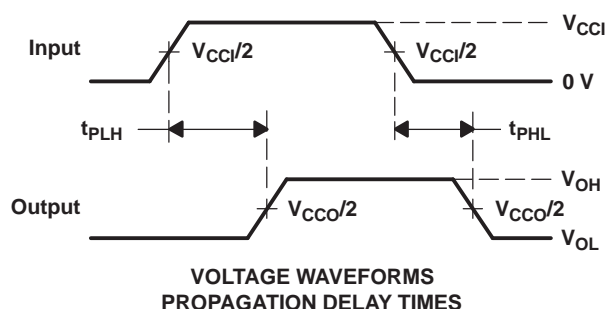 V_CCI
Input V_CCI/2 V_CCI/2
0 V
t_PLH t_PHL
V_OH
Output V_CCO/2 V_CCO/2
V_OL
VOLTAGE WAVEFORMS
PROPAGATION DELAY TIMES